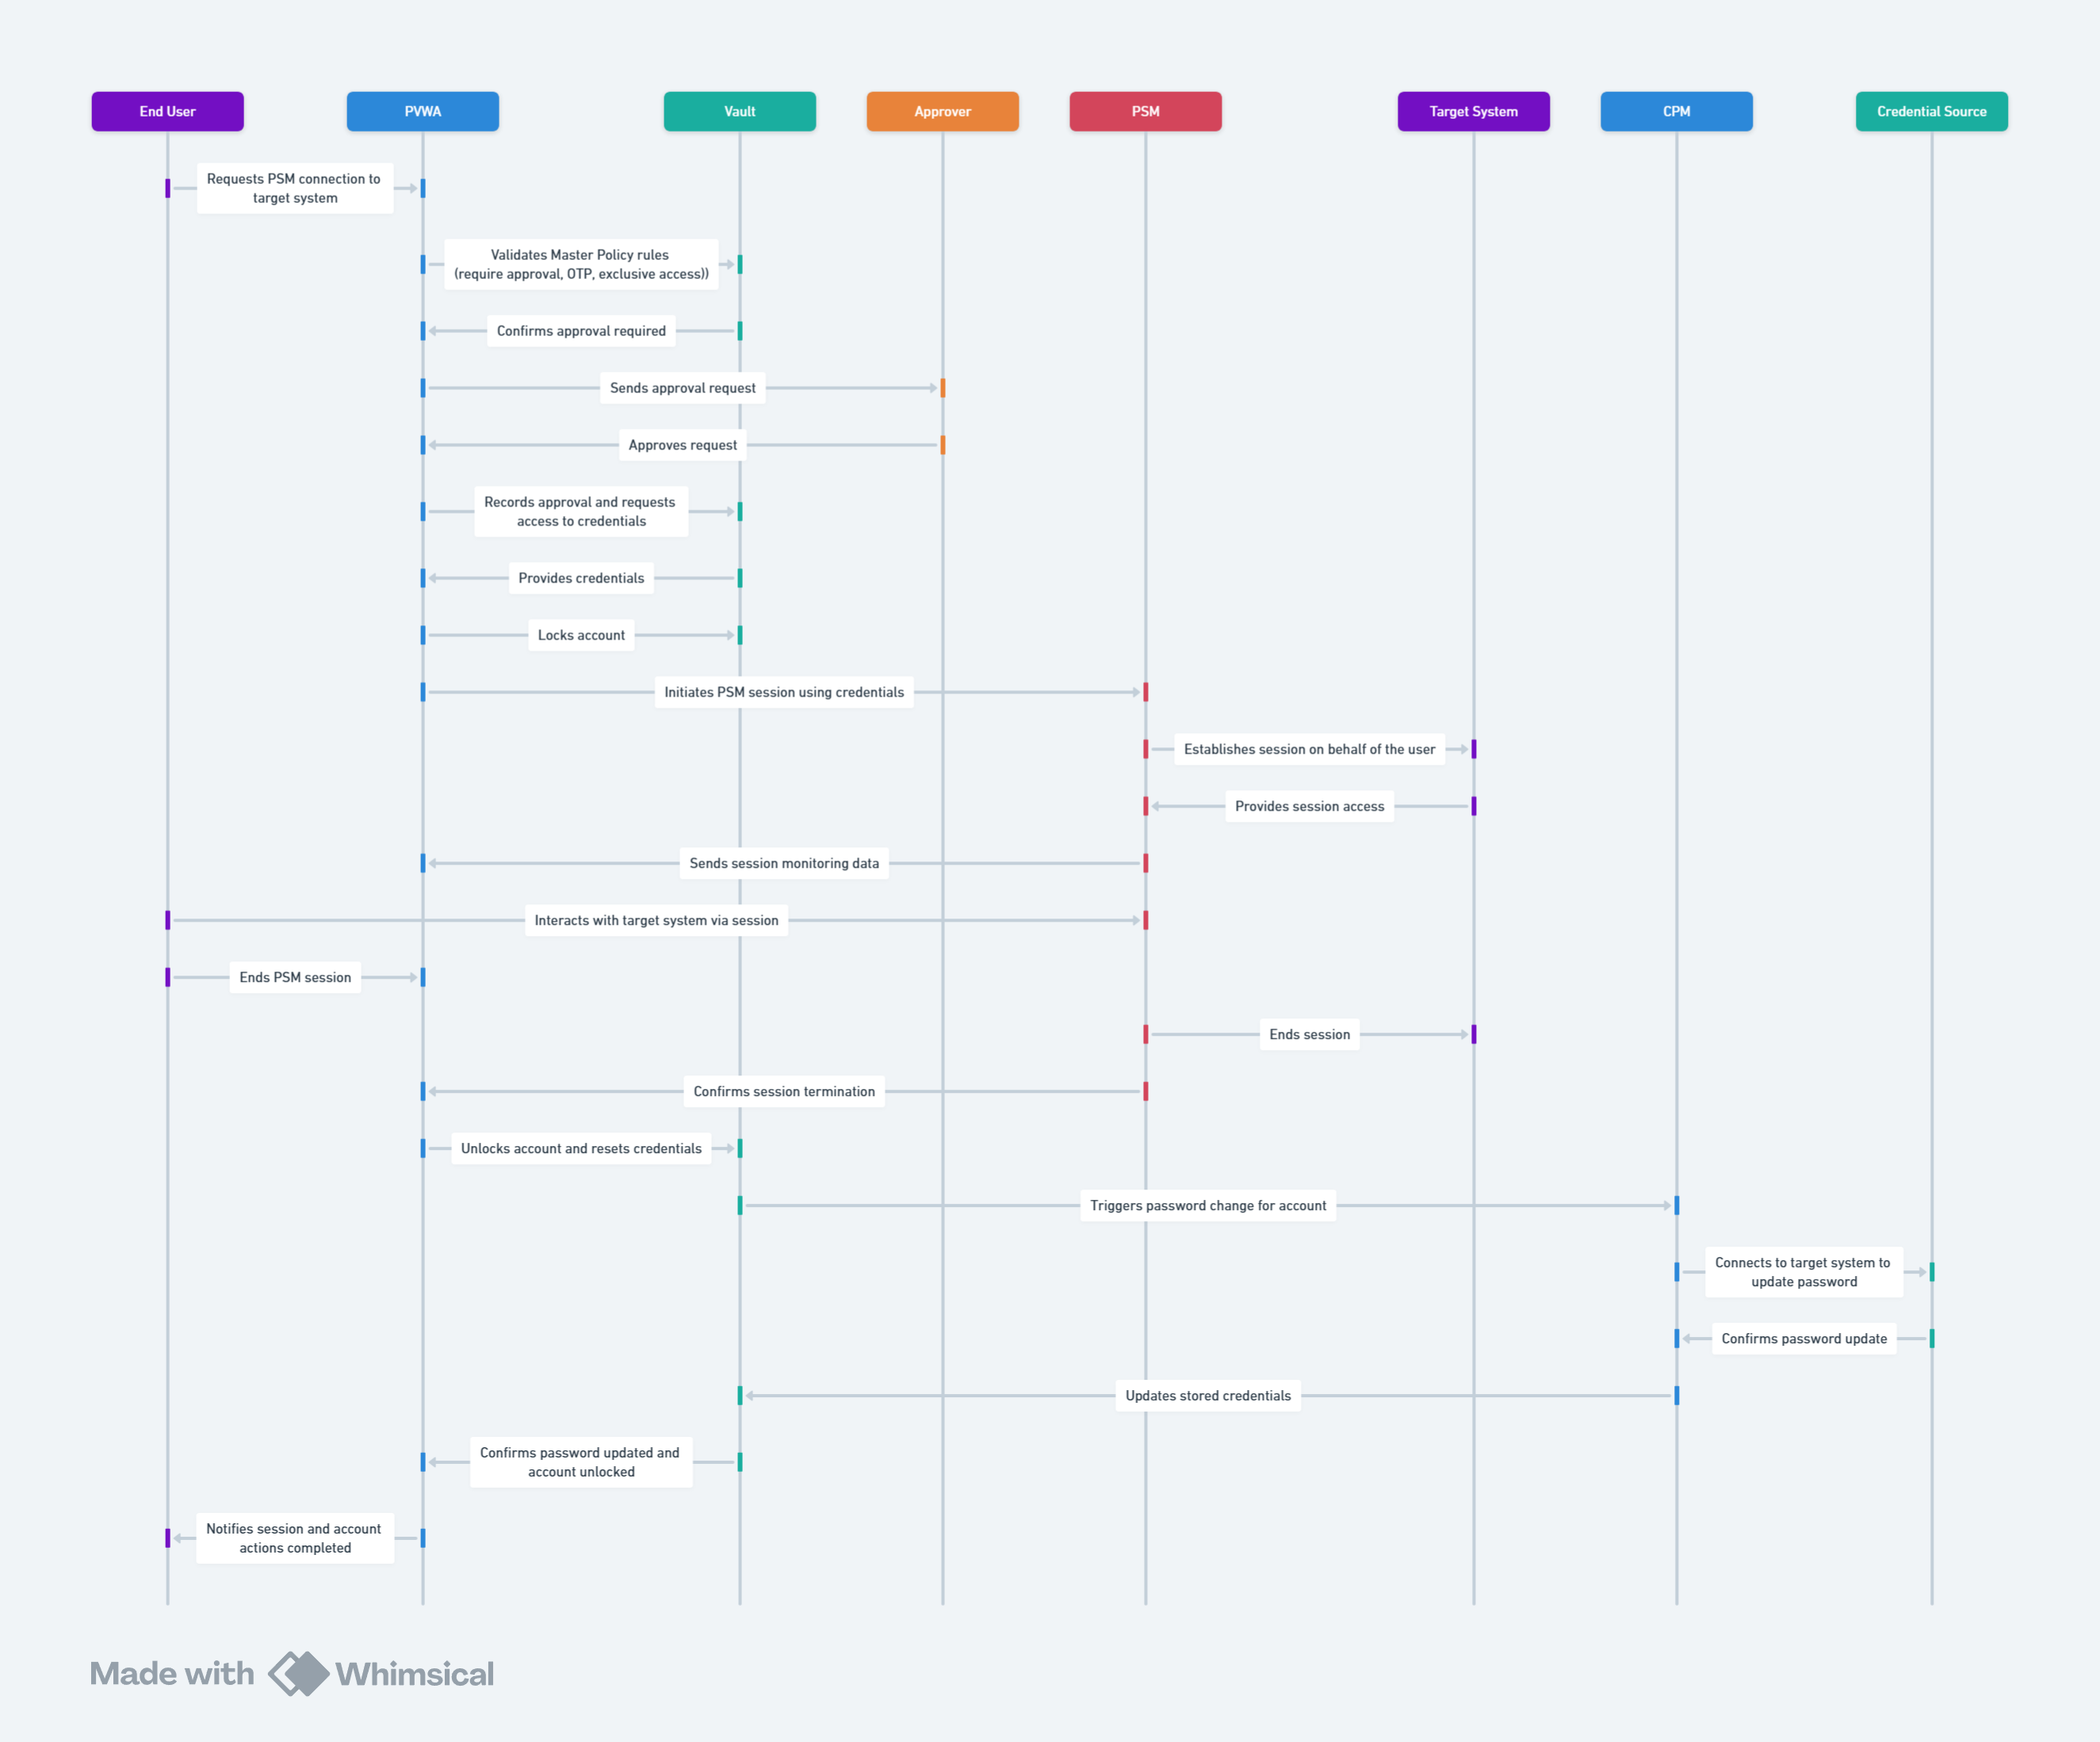 End User
PVWA
Vault
Approver
PSM
Target System
CPM
Credential Source
Requests PSM connection to
target system
Validates Master Policy rules
(require approval, OTP, exclusive access))
Confirms approval required
Sends approval request
Approves request
Records approval and requests
access to credentials
Provides credentials
Locks account
Initiates PSM session using credentials
Establishes session on behalf of the user
Provides session access
Sends session monitoring data
Interacts with target system via session
Ends PSM session
Ends session
Confirms session termination
Unlocks account and resets credentials
Triggers password change for account
Connects to target system to
update password
Confirms password update
Updates stored credentials
Confirms password updated and
account unlocked
Notifies session and account
actions completed
Made with Whimsical